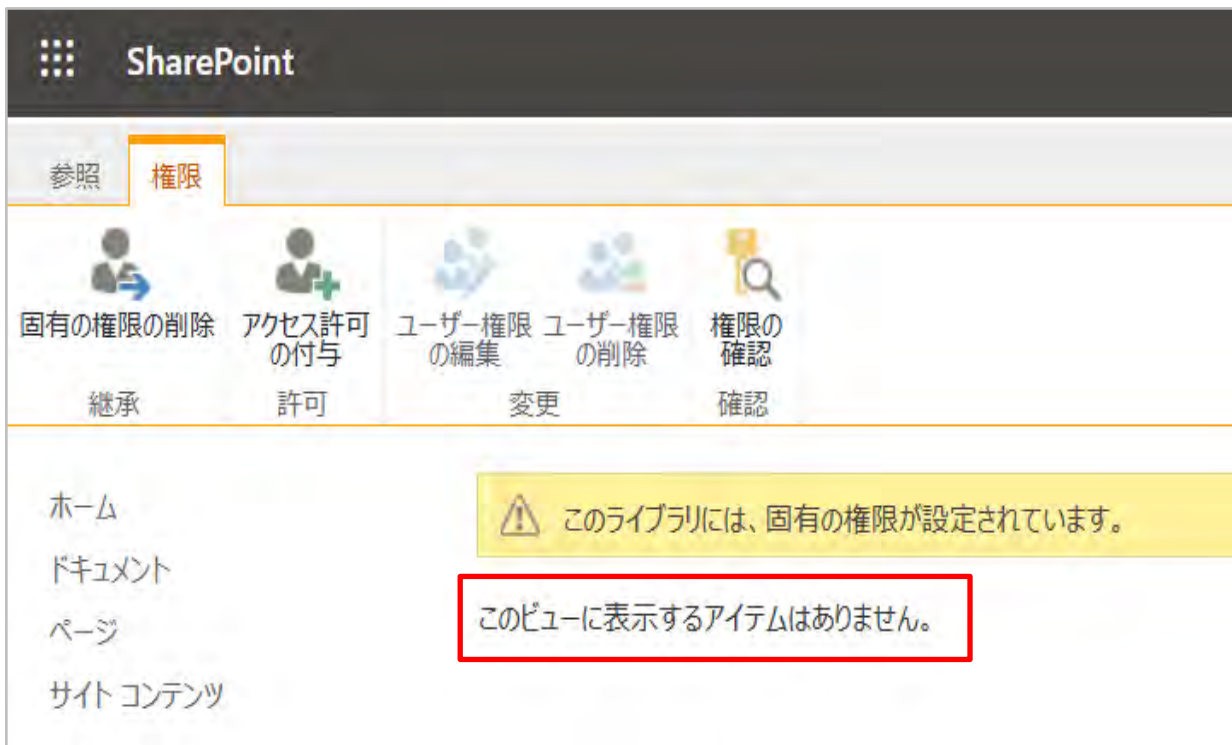 SharePoint
参照 権限
固有の権限の削除 アクセス許可 ユーザー権限 ユーザー権限 権限の
の付与 の編集 の削除 確認
継承 許可 変更 確認
ホーム
このライブラリには、固有の権限が設定されています。
ドキュメント
このビューに表示するアイテムはありません。
ページ
サイト コンテンツ